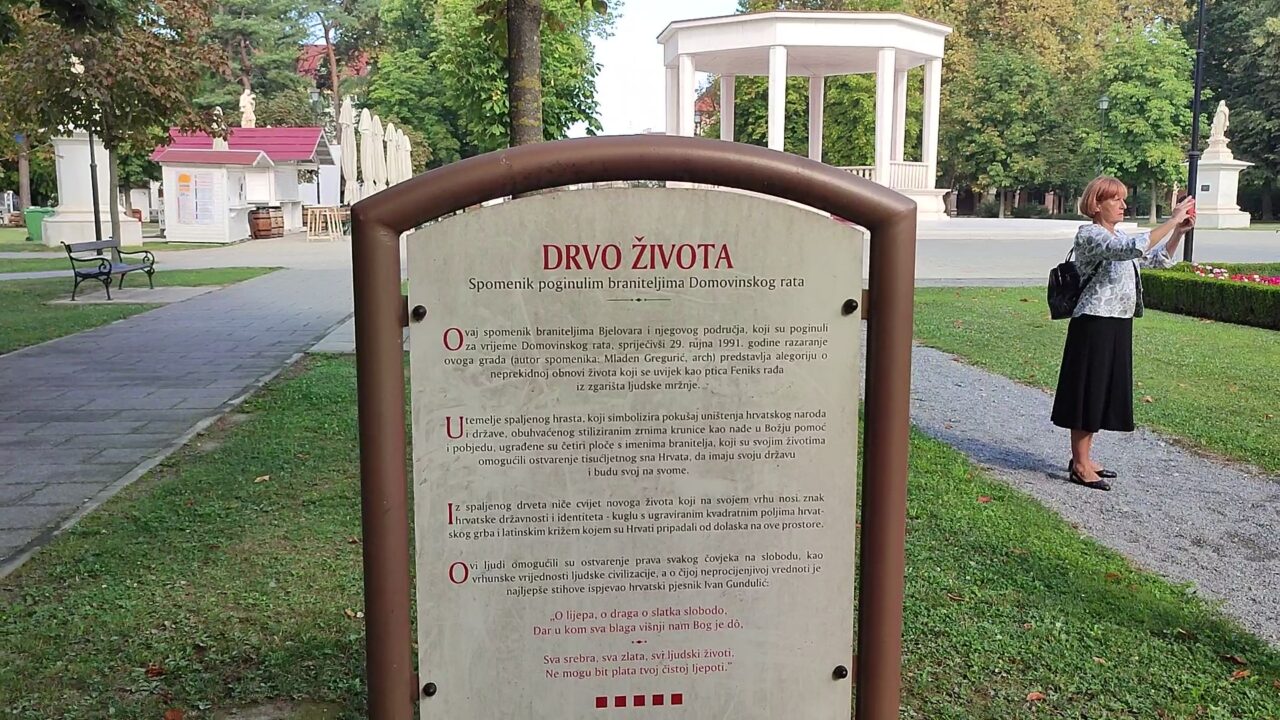 DRVO ŽIVOTA
Spomenik poginulim braniteljima Domovinskog rata
Ovaj spomenik braniteljima Bjelovara i njegovog područja, koji su poginuli
za vrijeme Domovinskog rata, spriječivši 29. rujna 1991. godine razaranje
ovoga grada (autor spomenika: Mladen Gregurić, arch) predstavlja alegoriju o
neprekidnoj obnovi života koji se uvijek kao ptica Feniks rađa
iz zgarišta ljudske mržnje.
U temelje spaljenog hrasta, koji simbolizira pokušaj uništenja hrvatskog naroda
i države, obuhvaćenog stiliziranim zrnima krunice kao nade u Božju pomoć
i pobjedu, ugrađene su četiri ploče s imenima branitelja, koji su svojim životima
omogućili ostvarenje tisućljetnog sna Hrvata, da imaju svoju državu
i budu svoj na svome.
Iz spaljenog drveta niče cvijet novoga života koji na svojem vrhu nosi znak
hrvatske državnosti i identiteta - kuglu s ugraviranim kvadratnim poljima hrvat-
skog grba i latinskim križem kojem su Hrvati pripadali od dolaska na ove prostore.
Ovi ljudi omogućili su ostvarenje prava svakog čovjeka na slobodu, kao
vrhunske vrijednosti ljudske civilizacije, a o čijoj neprocijenjivoj vrednoti je
najljepše stihove ispjevao hrvatski pjesnik Ivan Gundulić:
„O lijepa, o draga o slatka slobodo,
Dar u kom sva blaga višnji nam Bog je dô,
Sva srebra, sva zlata, svi ljudski životi,
Ne mogu bit plata tvoj čistoj ljepoti.”